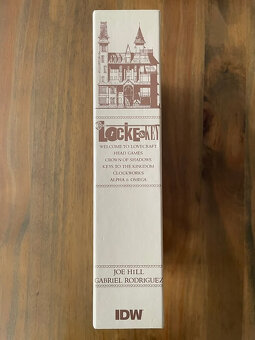 LOCKE & KEY
WELCOME TO LOVECRAFT
HEAD GAMES
CROWN OF SHADOWS
KEYS TO THE KINGDOM
CLOCKWORKS
ALPHA & OMEGA
JOE HILL
GABRIEL RODRIGUEZ
IDW